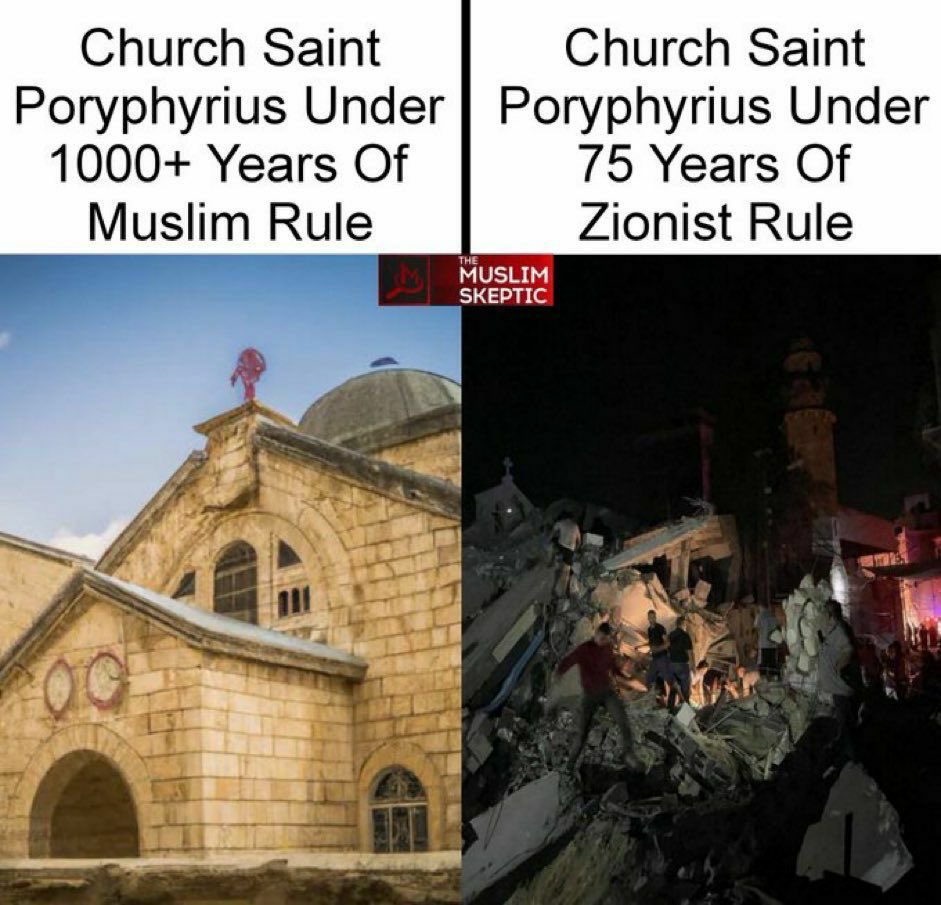 Church Saint
Poryphyrius Under
1000+ Years Of
Muslim Rule
Church Saint
Poryphyrius Under
75 Years Of
Zionist Rule
THE
MUSLIM
SKEPTIC